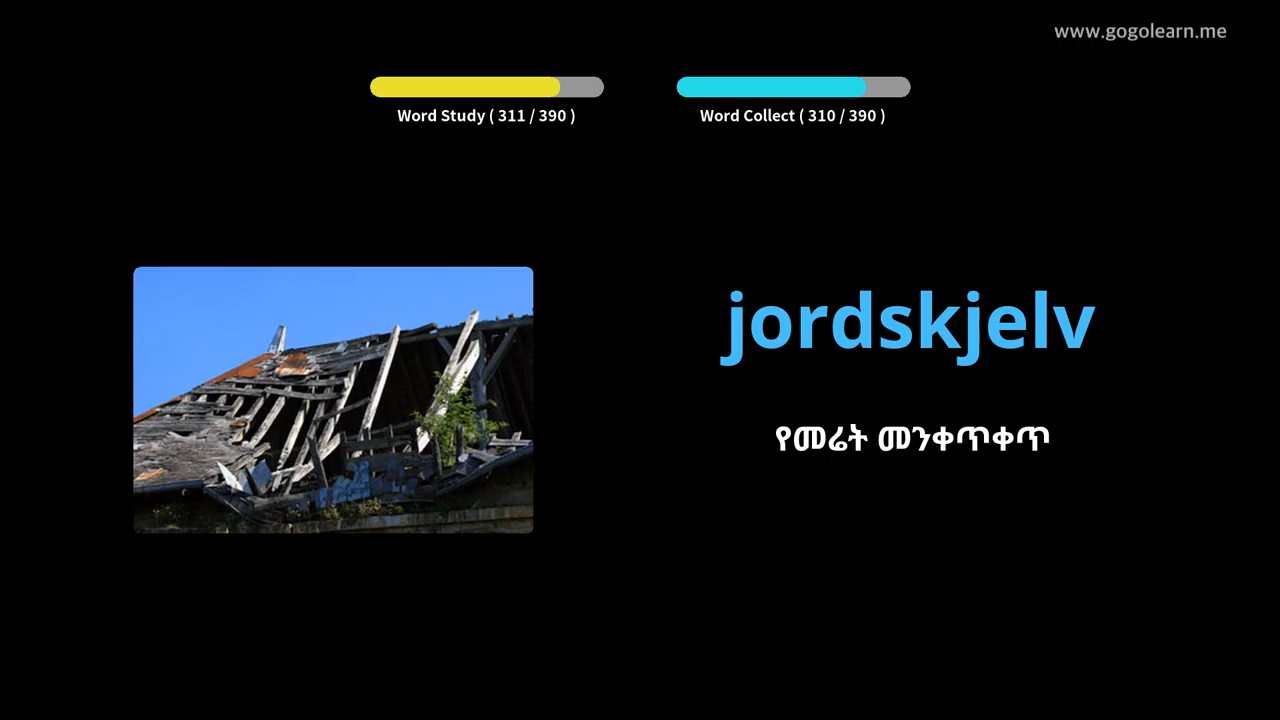 www.gogolearn.me
Word Study ( 311 / 390 )
Word Collect ( 310 / 390 )
jordskjelv
የመሬት መንቀጥቀጥ